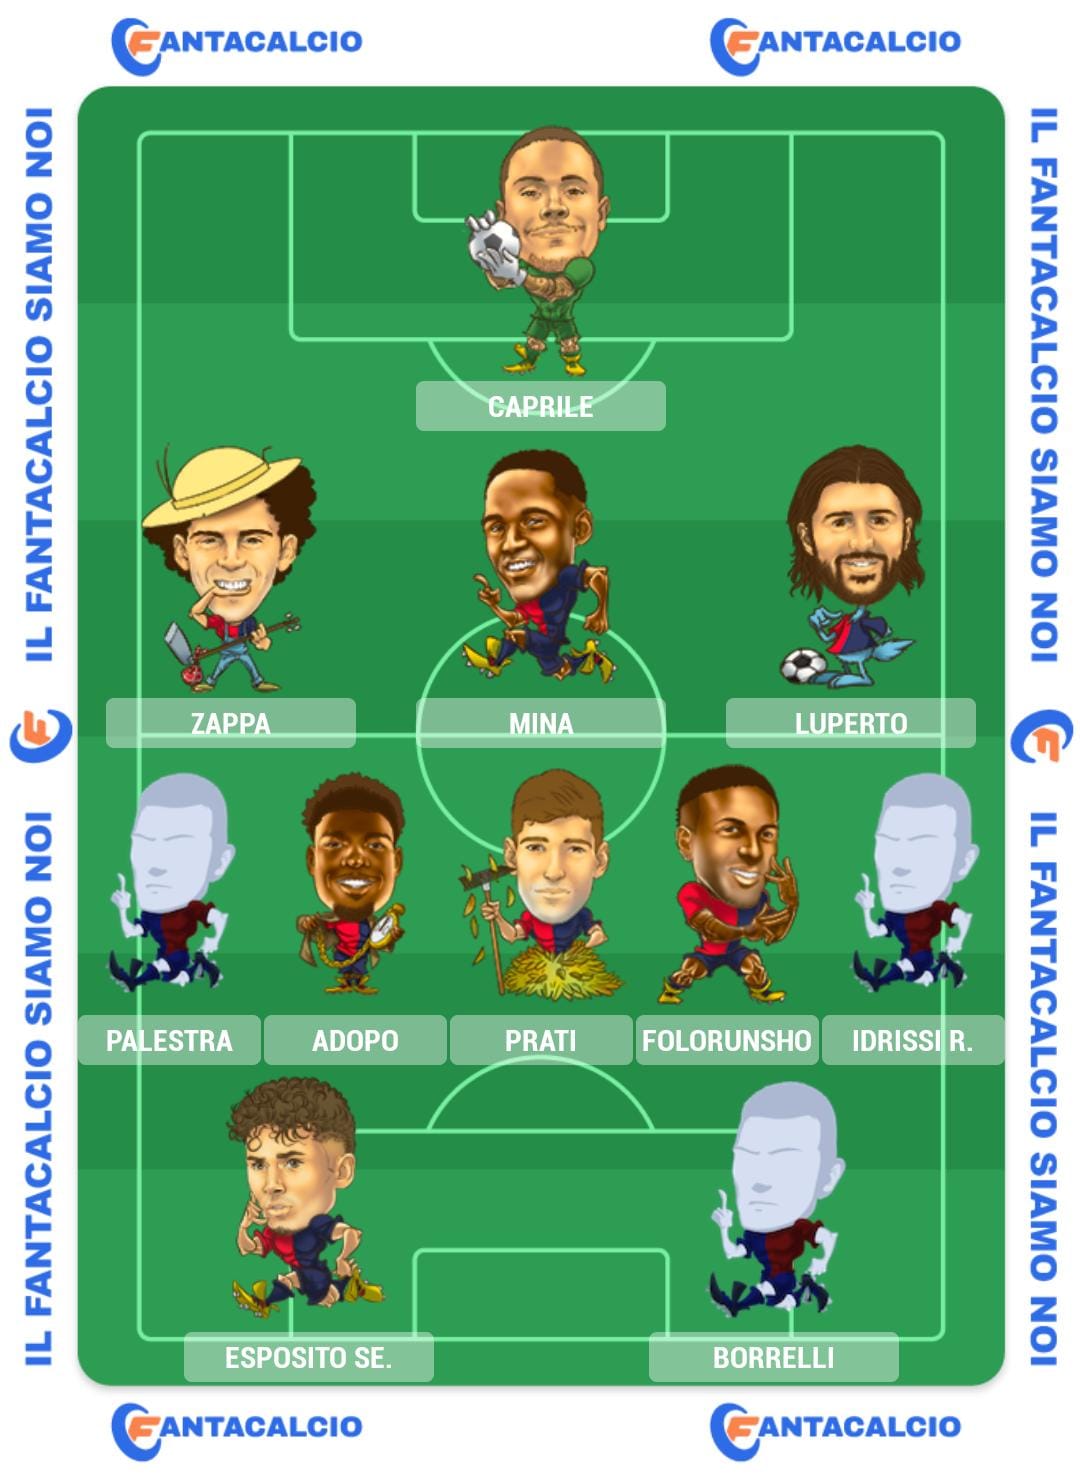 FANTACALCIO
FANTACALCIO
IL FANTACALCIO SIAMO NOI
IL FANTACALCIO SIAMO NOI
CAPRILE
ZAPPA
MINA
LUPERTO
PALESTRA
ADOPO
PRATI
FOLORUNSHO
IDRISSI R.
IL FANTACALCIO SIAMO NOI
IL FANTACALCIO SIAMO NOI
ESPOSITO SE.
BORRELLI
FANTACALCIO
FANTACALCIO